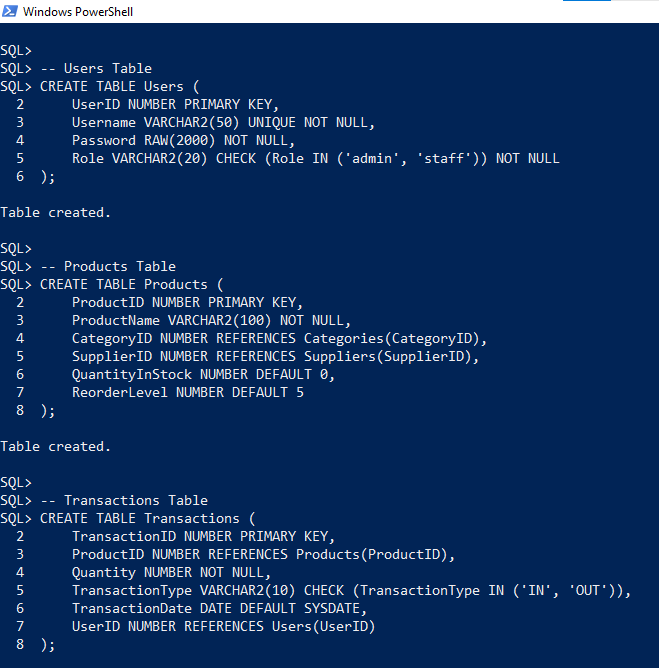 Windows PowerShell
SQL>
SQL> -- Users Table
SQL> CREATE TABLE Users (
  2      UserID NUMBER PRIMARY KEY,
  3      Username VARCHAR2(50) UNIQUE NOT NULL,
  4      Password RAW(2000) NOT NULL,
  5      Role VARCHAR2(20) CHECK (Role IN ('admin', 'staff')) NOT NULL
  6  );
Table created.
SQL>
SQL> -- Products Table
SQL> CREATE TABLE Products (
  2      ProductID NUMBER PRIMARY KEY,
  3      ProductName VARCHAR2(100) NOT NULL,
  4      CategoryID NUMBER REFERENCES Categories(CategoryID),
  5      SupplierID NUMBER REFERENCES Suppliers(SupplierID),
  6      QuantityInStock NUMBER DEFAULT 0,
  7      ReorderLevel NUMBER DEFAULT 5
  8  );
Table created.
SQL>
SQL> -- Transactions Table
SQL> CREATE TABLE Transactions (
  2      TransactionID NUMBER PRIMARY KEY,
  3      ProductID NUMBER REFERENCES Products(ProductID),
  4      Quantity NUMBER NOT NULL,
  5      TransactionType VARCHAR2(10) CHECK (TransactionType IN ('IN', 'OUT')),
  6      TransactionDate DATE DEFAULT SYSDATE,
  7      UserID NUMBER REFERENCES Users(UserID)
  8  );